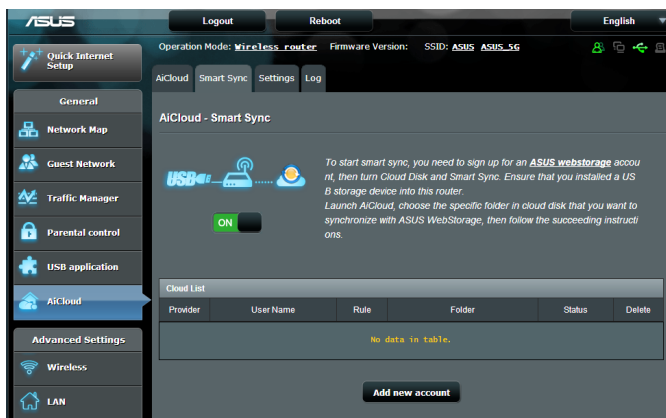 ASUS
Logout
Reboot
English
Quick Internet
Setup
Operation Mode: Wireless router Firmware Version: SSID: ASUS ASUS_5G
AiCloud
Smart Sync
Settings
Log
General
Network Map
Guest Network
Traffic Manager
Parental control
USB application
AiCloud
Advanced Settings
Wireless
LAN
AiCloud - Smart Sync
USB
To start smart sync, you need to sign up for an ASUS webstorage accou
nt, then turn Cloud Disk and Smart Sync. Ensure that you installed a US
B storage device into this router.
Launch AiCloud, choose the specific folder in cloud disk that you want to
synchronize with ASUS WebStorage, then follow the succeeding instructi
ons.
ON
Cloud List
Provider User Name Rule Folder Status Delete
No data in table.
Add new account